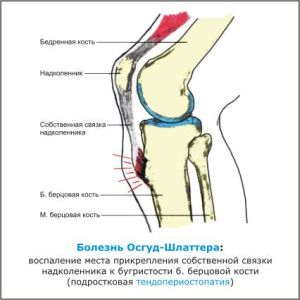 Бедренная кость
Надколенник
Собственная связка
надколенника
Б. берцовая кость
М. берцовая кость
Болезнь Осгуд-Шлаттера:
воспаление места прикрепления собственной связки
надколенника к бугристости б. берцовой кости
(подростковая тендопериостопатия)